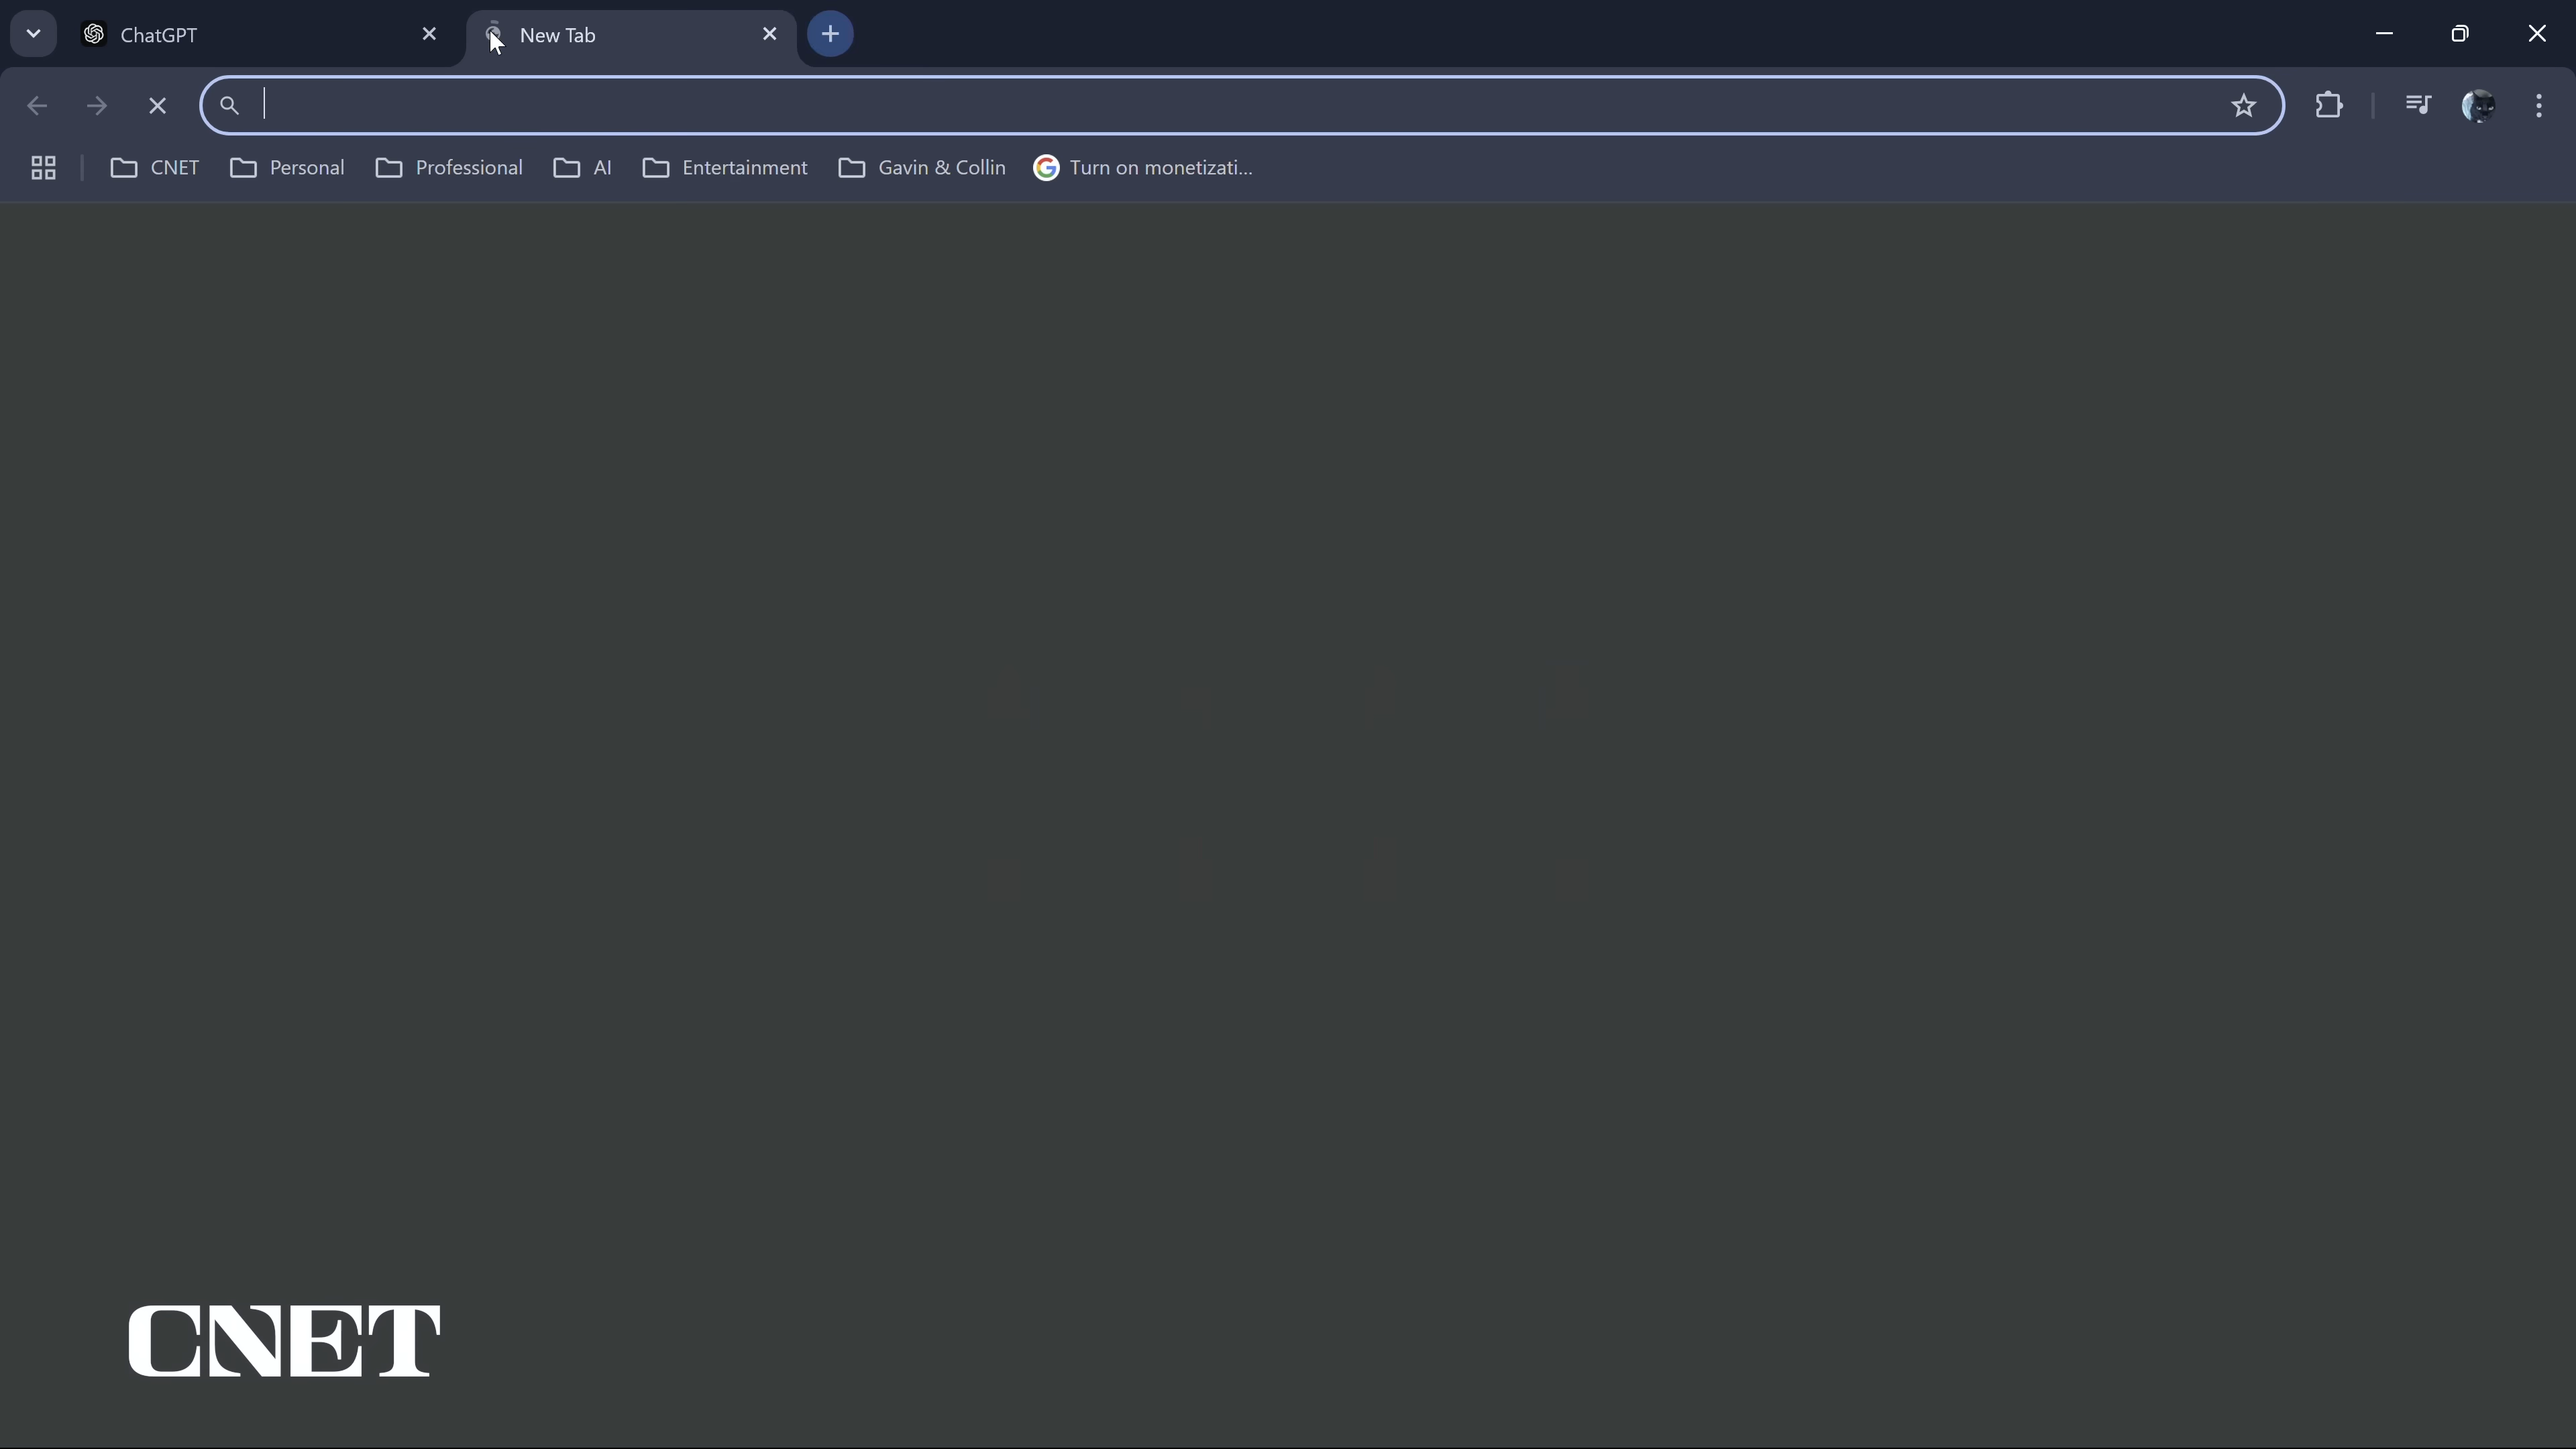 ChatGPT
New Tab
CNET
Personal
Professional
AI
Entertainment
Gavin & Collin
Turn on monetizati...
CNET